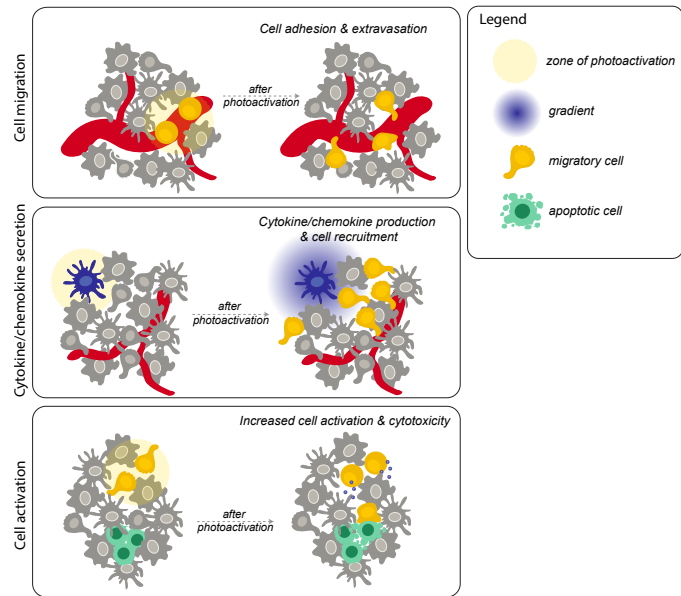 Cell migration
Cell adhesion & extravasation
after
photoactivation
Cytokine/chemokine secretion
Cytokine/chemokine production
& cell recruitment
after
photoactivation
Cell activation
Increased cell activation & cytotoxicity
after
photoactivation
Legend
zone of photoactivation
gradient
migratory cell
apoptotic cell